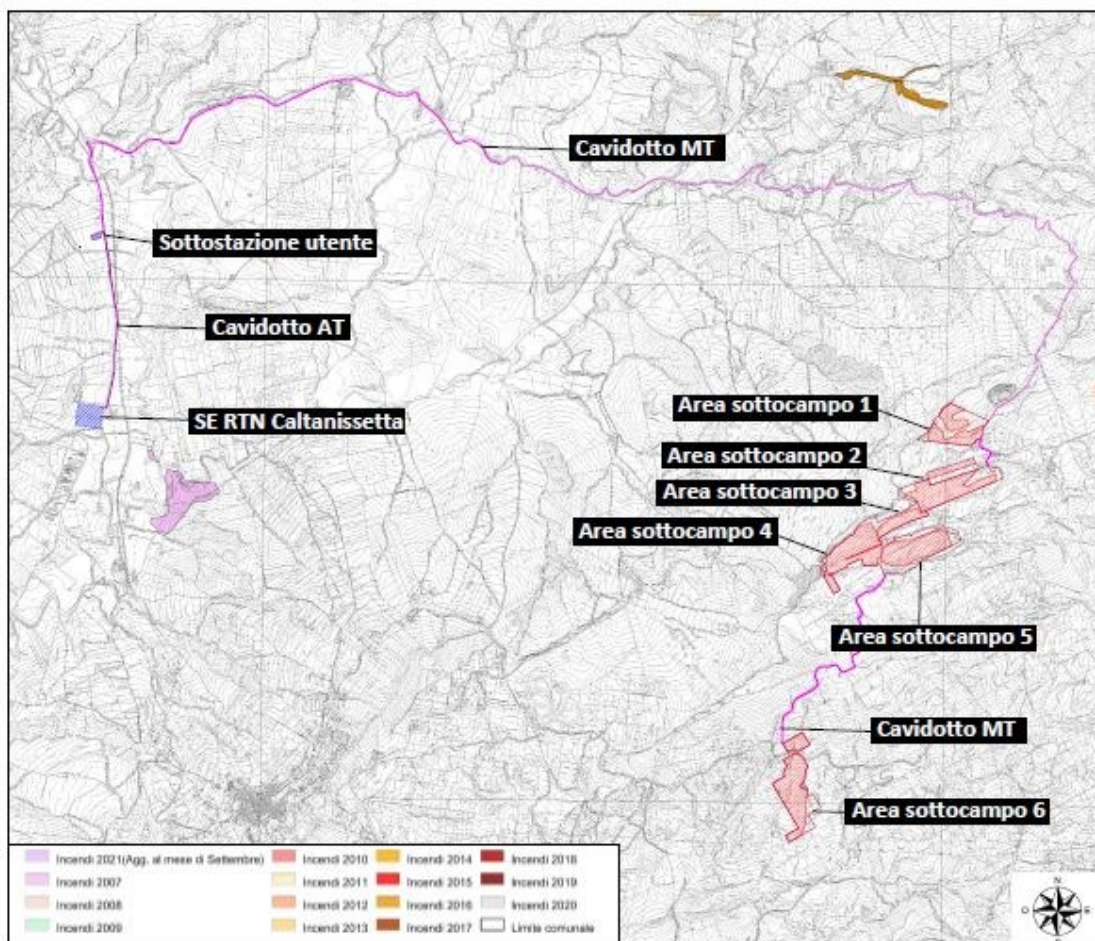 Cavidotto MT
Sottostazione utente
Cavidotto AT
SE RTN Caltanissetta
Area sottocampo 1
Area sottocampo 2
Area sottocampo 3
Area sottocampo 4
Area sottocampo 5
Cavidotto MT
Area sottocampo 6
Incendi 2021(Agg. al mese di Settembre)
Incendi 2007
Incendi 2008
Incendi 2009
Incendi 2010
Incendi 2011
Incendi 2012
Incendi 2013
Incendi 2014
Incendi 2015
Incendi 2016
Incendi 2017
Incendi 2018
Incendi 2019
Incendi 2020
Limite comunale
N
O E
S